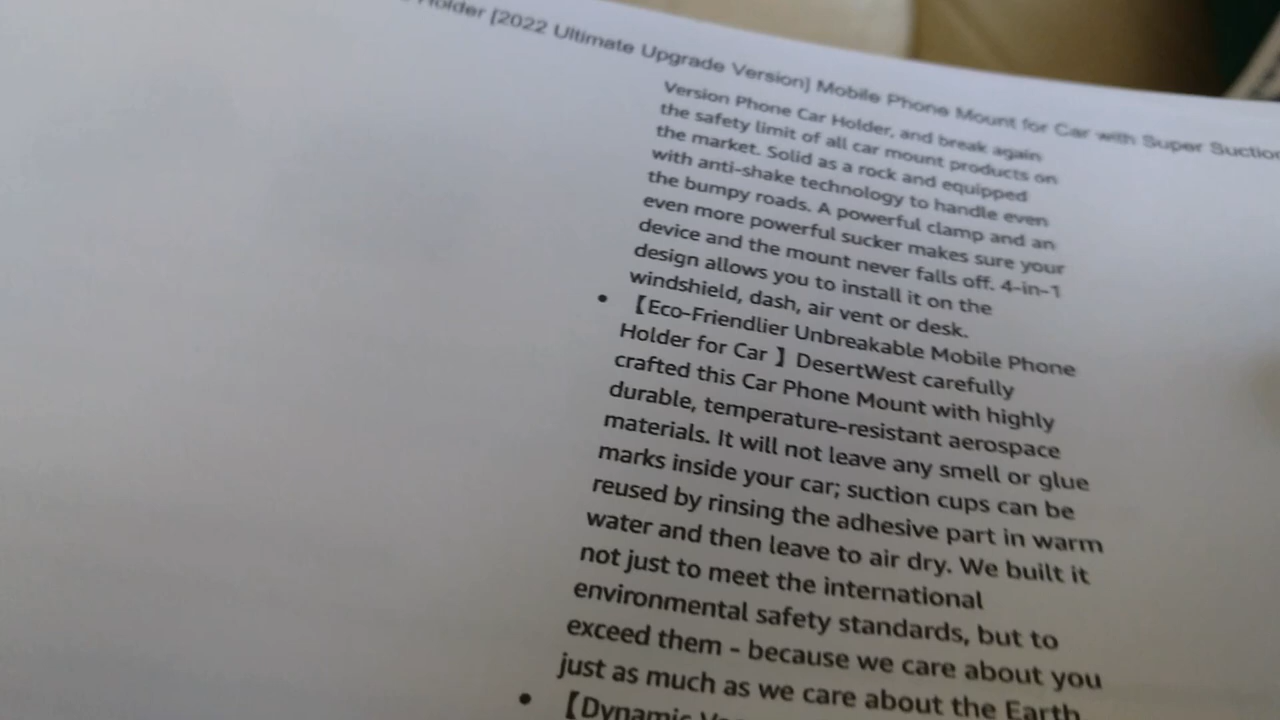 Holder [2022 Ultimate Upgrade Version] Mobile Phone Mount for Car with Super Suction
Version Phone Car Holder, and break again
the safety limit of all car mount products on
the market. Solid as a rock and equipped
with anti-shake technology to handle even
the bumpy roads. A powerful clamp and an
even more powerful sucker makes sure your
device and the mount never falls off. 4-in-1
design allows you to install it on the
windshield, dash, air vent or desk.
• 【Eco-Friendlier Unbreakable Mobile Phone
Holder for Car 】 DesertWest carefully
crafted this Car Phone Mount with highly
durable, temperature-resistant aerospace
materials. It will not leave any smell or glue
marks inside your car; suction cups can be
reused by rinsing the adhesive part in warm
water and then leave to air dry. We built it
not just to meet the international
environmental safety standards, but to
exceed them - because we care about you
just as much as we care about the Earth
• 【Dynamic